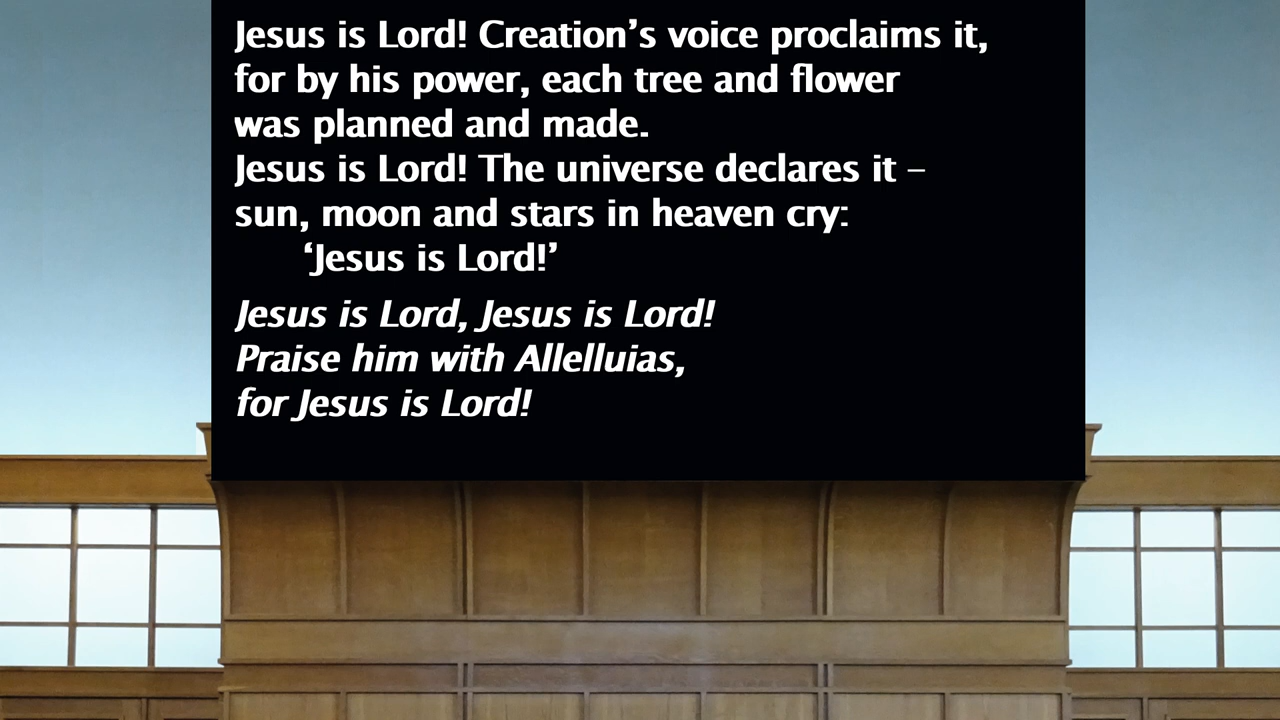 Jesus is Lord! Creation’s voice proclaims it,
for by his power, each tree and flower
was planned and made.
Jesus is Lord! The universe declares it –
sun, moon and stars in heaven cry:
‘Jesus is Lord!’
Jesus is Lord, Jesus is Lord!
Praise him with Allelluias,
for Jesus is Lord!